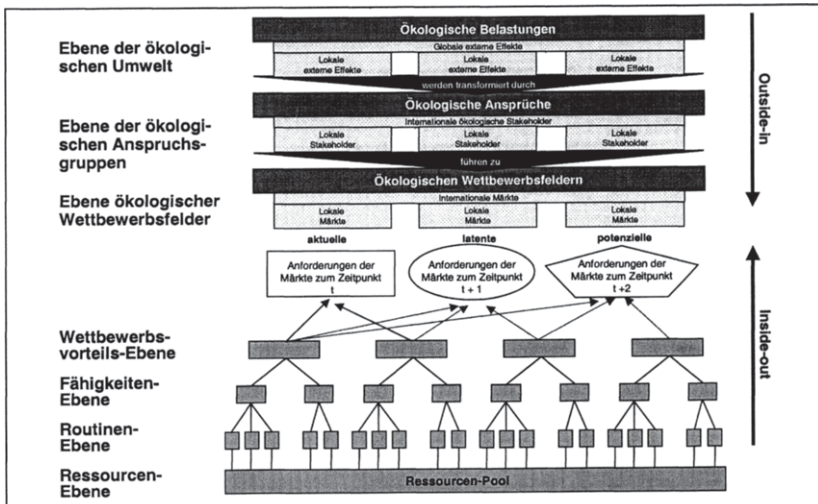 Ökologische Belastungen
Ebene der ökologi-
schen Umwelt
Globale externe Effekte
Lokale
externe Effekte
Lokale
externe Effekte
Lokale
externe Effekte
werden transformiert durch
Ökologische Ansprüche
Ebene der ökologi-
schen Anspruchs-
gruppen
Internationale ökologische Stakeholder
Lokale
Stakeholder
Lokale
Stakeholder
Lokale
Stakeholder
führen zu
Ökologischen Wettbewerbsfeldern
Ebene ökologischer
Wettbewerbsfelder
Internationale Märkte
Lokale
Märkte
Lokale
Märkte
Lokale
Märkte
Outside-in
aktuelle
latente
potenzielle
Anforderungen der
Märkte zum Zeitpunkt
t
Anforderungen der
Märkte zum Zeitpunkt
t + 1
Anforderungen der
Märkte zum Zeitpunkt
t +2
Inside-out
Wettbewerbs-
vorteils-Ebene
Fähigkeiten-
Ebene
Routinen-
Ebene
Ressourcen-
Ebene
Ressourcen-Pool